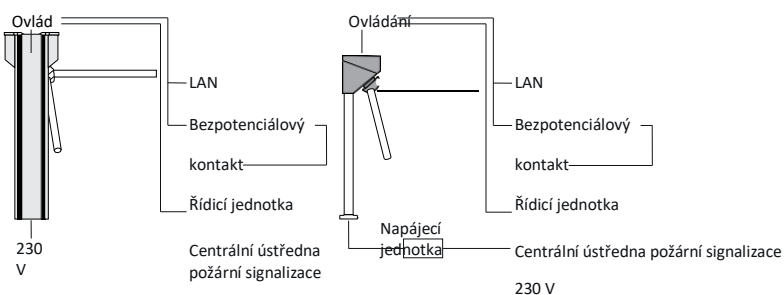 Ovlád
LAN
Bezpotenciálový
kontakt
Řídicí jednotka
230
V
Centrální ústředna
požární signalizace
Ovládání
LAN
Bezpotenciálový
kontakt
Řídicí jednotka
Napájecí
jednotka
Centrální ústředna požární signalizace
230 V